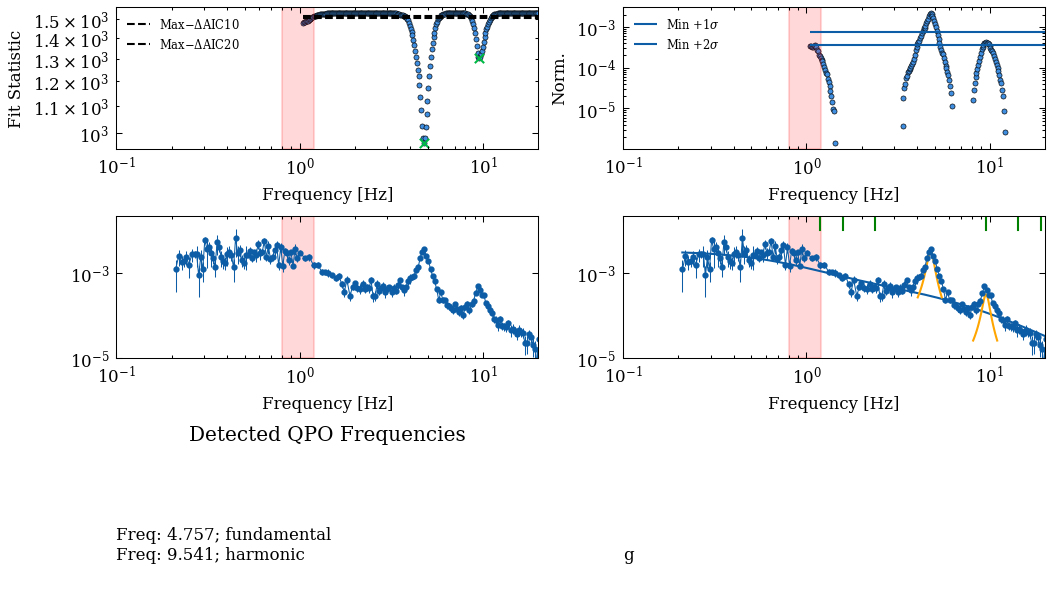 Fit Statistic
1.5 × 10³
1.4 × 10³
1.3 × 10³
1.2 × 10³
1.1 × 10³
10³
Max−ΔAIC10
Max−ΔAIC20
10⁻¹ 10⁰ 10¹
Frequency [Hz]
Norm.
10⁻³
10⁻⁴
10⁻⁵
Min +1σ
Min +2σ
10⁻¹ 10⁰ 10¹
Frequency [Hz]
10⁻³
10⁻⁵
10⁻¹ 10⁰ 10¹
Frequency [Hz]
10⁻³
10⁻⁵
10⁻¹ 10⁰ 10¹
Frequency [Hz]
Detected QPO Frequencies
Freq: 4.757; fundamental
Freq: 9.541; harmonic
g